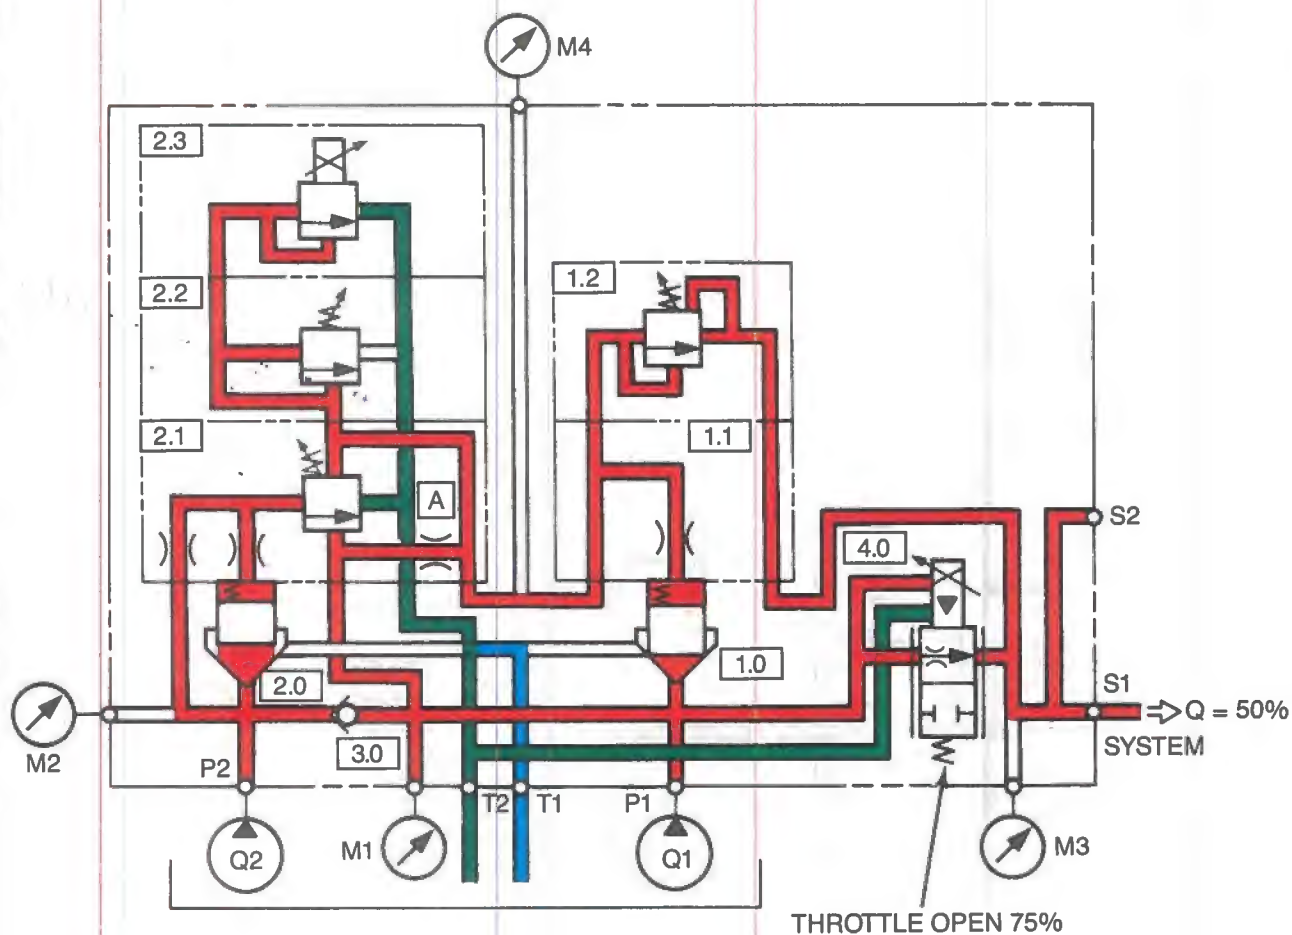 M4
2.3
2.2
1.2
2.1
1.1
A
S2
4.0
1.0
2.0
S1
Q = 50%
M2
3.0
SYSTEM
P2
T2
T1
P1
Q2
M1
Q1
M3
THROTTLE OPEN 75%